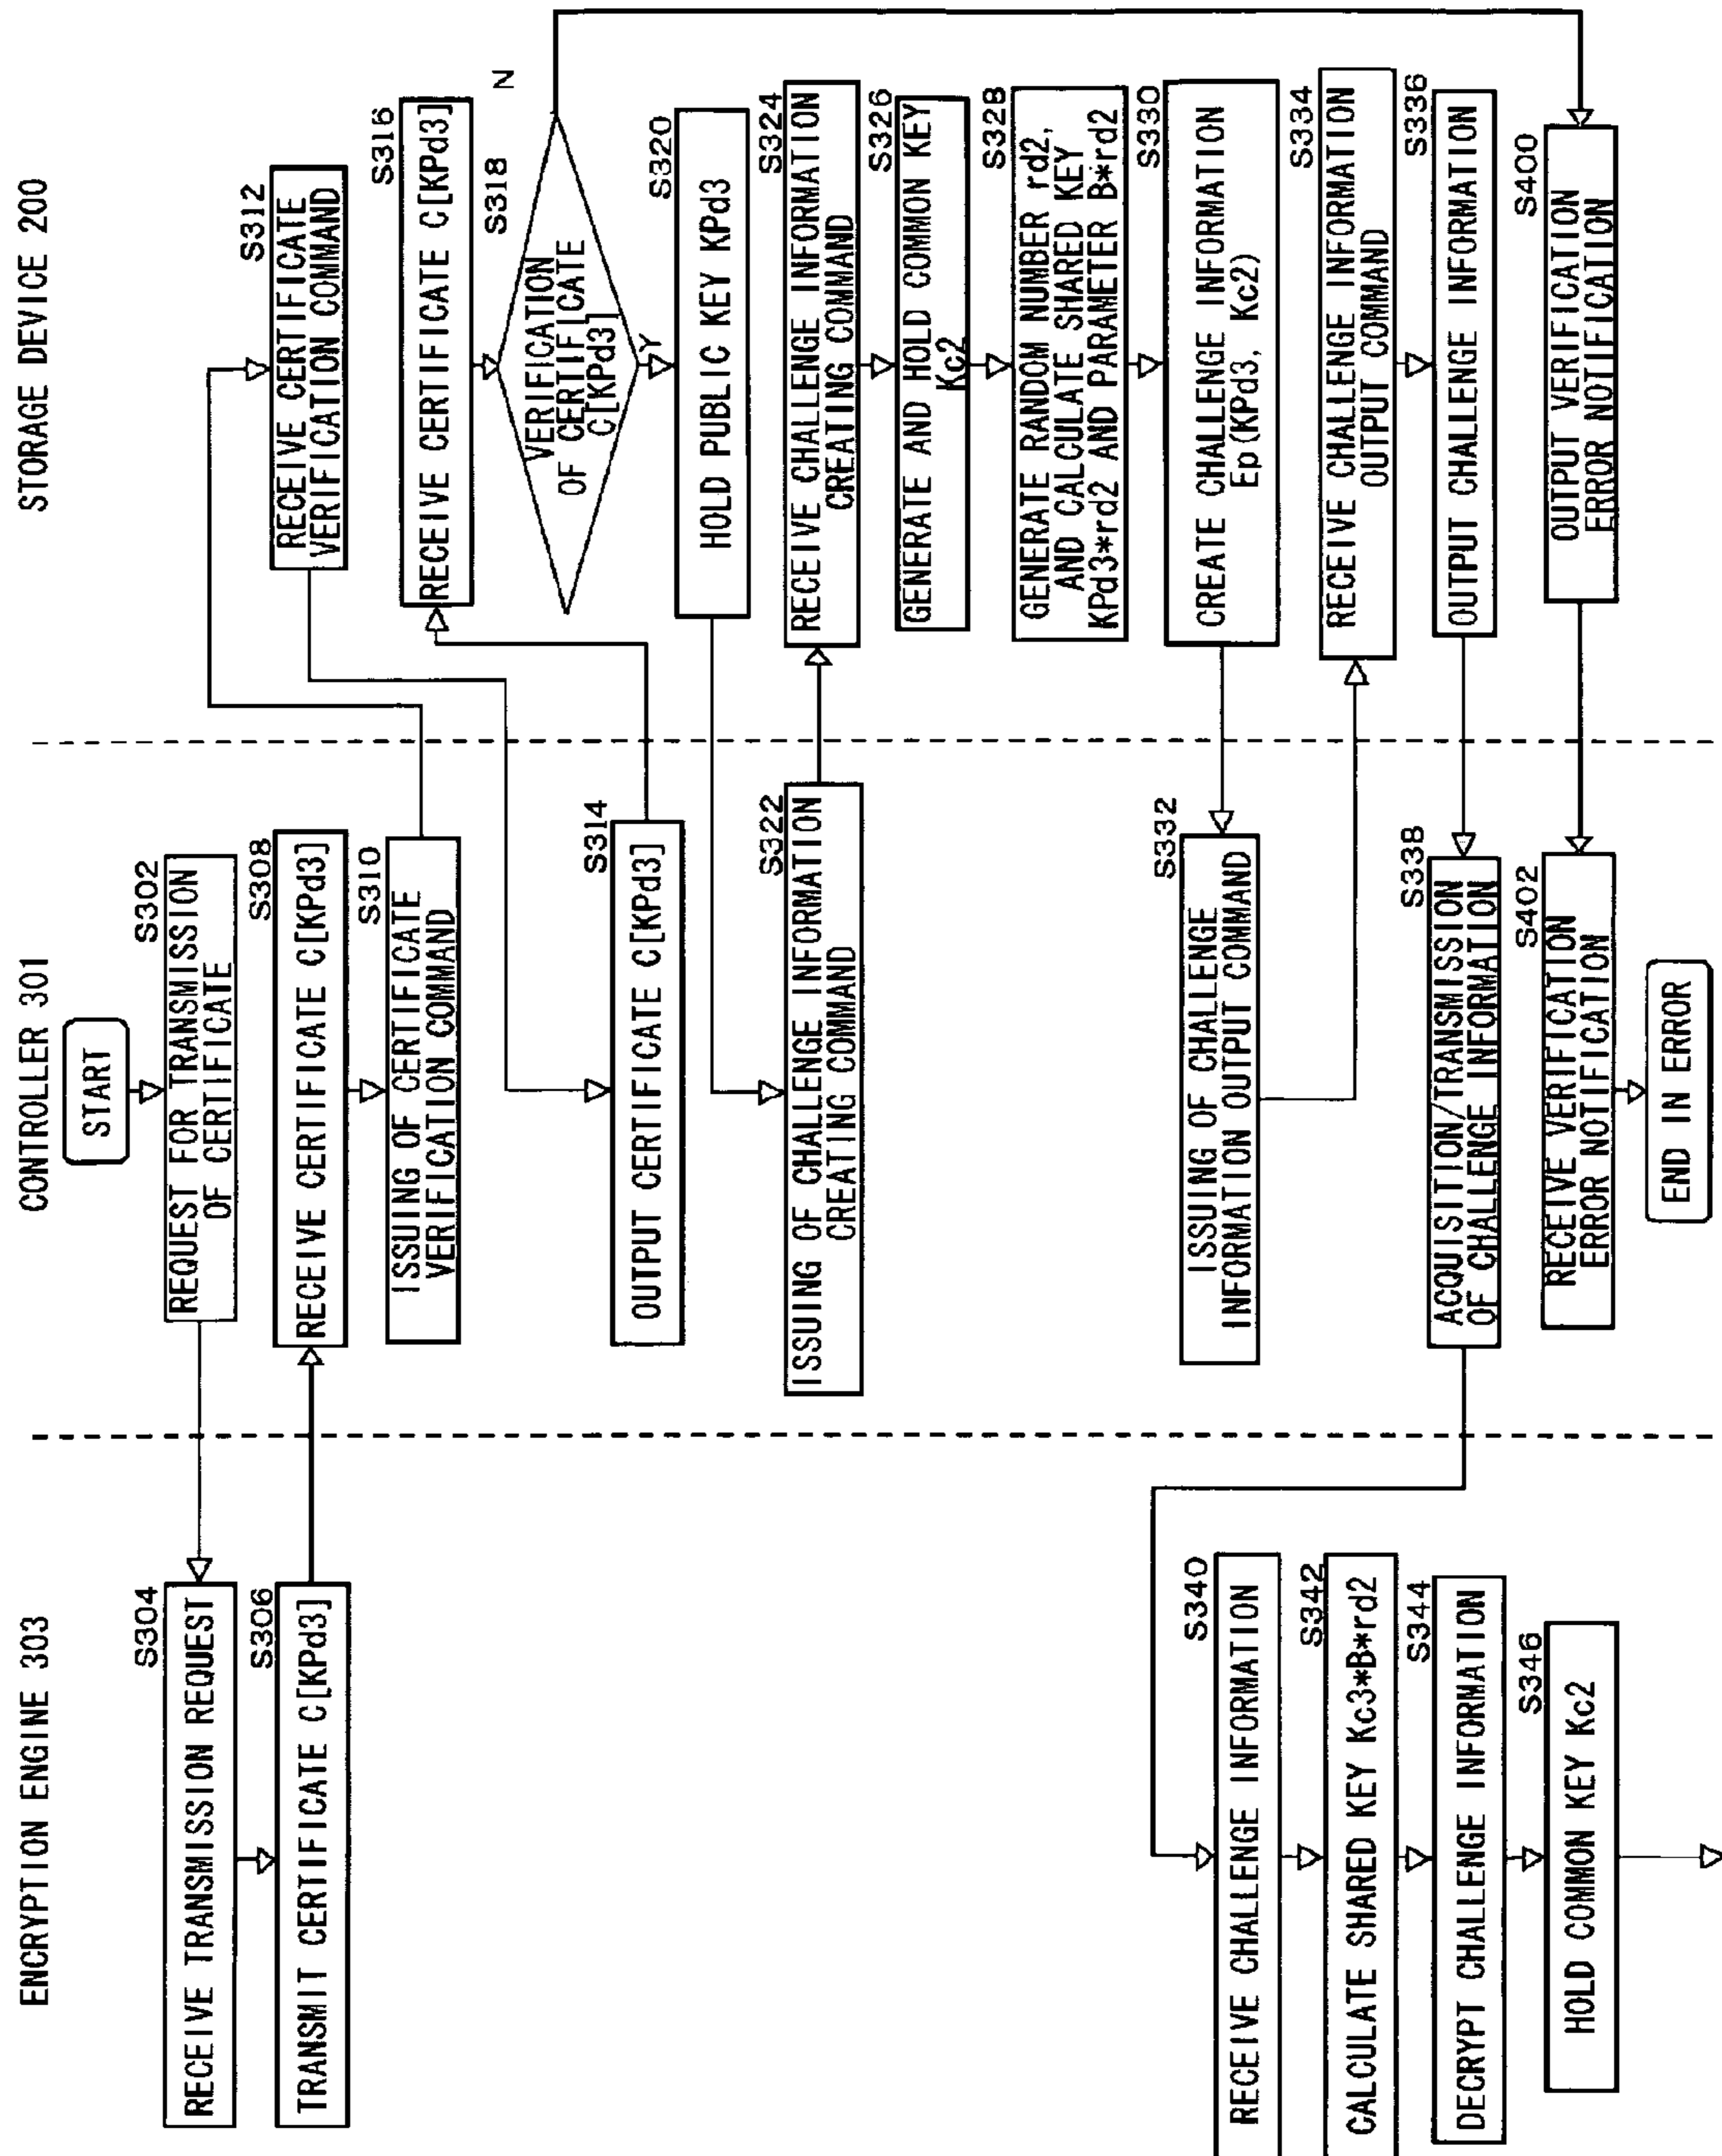 ENCRYPTION ENGINE 303
CONTROLLER 301
STORAGE DEVICE 200
START
S302
REQUEST FOR TRANSMISSION
OF CERTIFICATE
S304
RECEIVE TRANSMISSION REQUEST
S306
TRANSMIT CERTIFICATE C[KPd3]
S308
RECEIVE CERTIFICATE C[KPd3]
S310
ISSUING OF CERTIFICATE
VERIFICATION COMMAND
S312
RECEIVE CERTIFICATE
VERIFICATION COMMAND
S314
OUTPUT CERTIFICATE C[KPd3]
S316
RECEIVE CERTIFICATE C[KPd3]
S318
VERIFICATION
OF CERTIFICATE
C[KPd3]
N
Y
S320
HOLD PUBLIC KEY KPd3
S322
ISSUING OF CHALLENGE INFORMATION
CREATING COMMAND
S324
RECEIVE CHALLENGE INFORMATION
CREATING COMMAND
S326
GENERATE AND HOLD COMMON KEY
Kc2
S328
GENERATE RANDOM NUMBER rd2,
AND CALCULATE SHARED KEY
KPd3*rd2 AND PARAMETER B*rd2
S330
CREATE CHALLENGE INFORMATION
Ep(KPd3, Kc2)
S332
ISSUING OF CHALLENGE
INFORMATION OUTPUT COMMAND
S334
RECEIVE CHALLENGE INFORMATION
OUTPUT COMMAND
S336
OUTPUT CHALLENGE INFORMATION
S338
ACQUISITION/TRANSMISSION
OF CHALLENGE INFORMATION
S340
RECEIVE CHALLENGE INFORMATION
S342
CALCULATE SHARED KEY Kc3*B*rd2
S344
DECRYPT CHALLENGE INFORMATION
S346
HOLD COMMON KEY Kc2
S400
OUTPUT VERIFICATION
ERROR NOTIFICATION
S402
RECEIVE VERIFICATION
ERROR NOTIFICATION
END IN ERROR